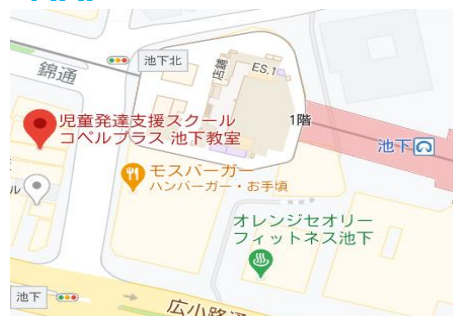 池下北
錦通
店舗
ES.1
1階
児童発達支援スクール
コペルプラス 池下教室
池下
モスバーガー
ハンバーガー・お手頃
ル
オレンジセオリー
フィットネス池下
池下
広小路通